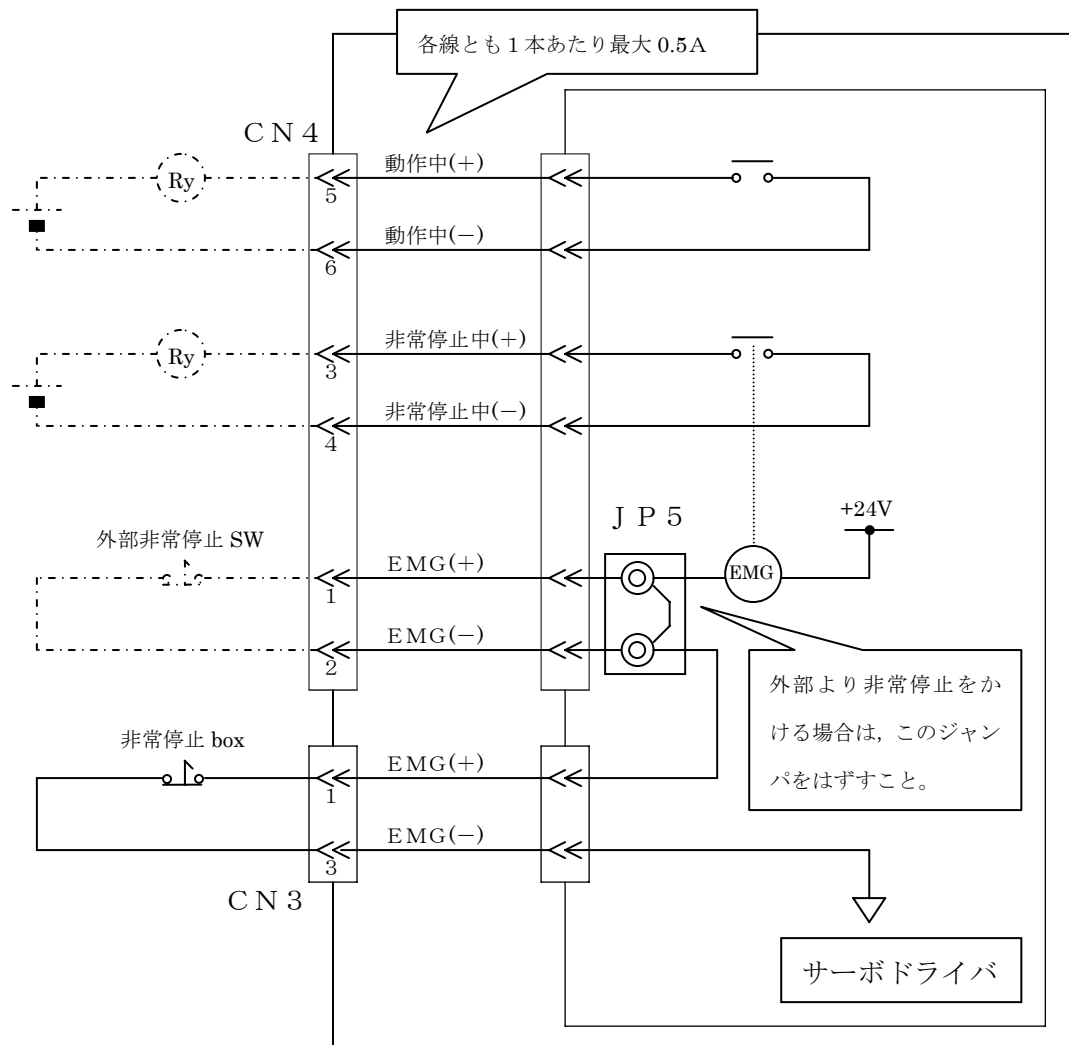 各線とも1本あたり最大 0.5A
CN4
動作中(+)
Ry
5
動作中(−)
6
非常停止中(+)
Ry
3
非常停止中(−)
4
JP5
+24V
外部非常停止 SW
EMG(+)
EMG
1
EMG(−)
2
外部より非常停止をか
ける場合は，このジャン
パをはずすこと。
非常停止 box
EMG(+)
1
EMG(−)
3
CN3
サーボドライバ